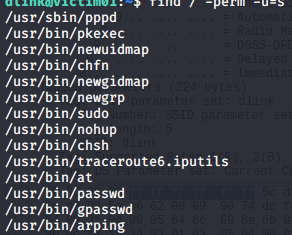 dlink@victim01:~$ find / -perm -u=s
/usr/sbin/pppd
/usr/bin/pkexec
/usr/bin/newuidmap
/usr/bin/chfn
/usr/bin/newgidmap
/usr/bin/newgrp
/usr/bin/sudo
/usr/bin/nohup
/usr/bin/chsh
/usr/bin/traceroute6.iputils
/usr/bin/at
/usr/bin/passwd
/usr/bin/gpasswd
/usr/bin/arping